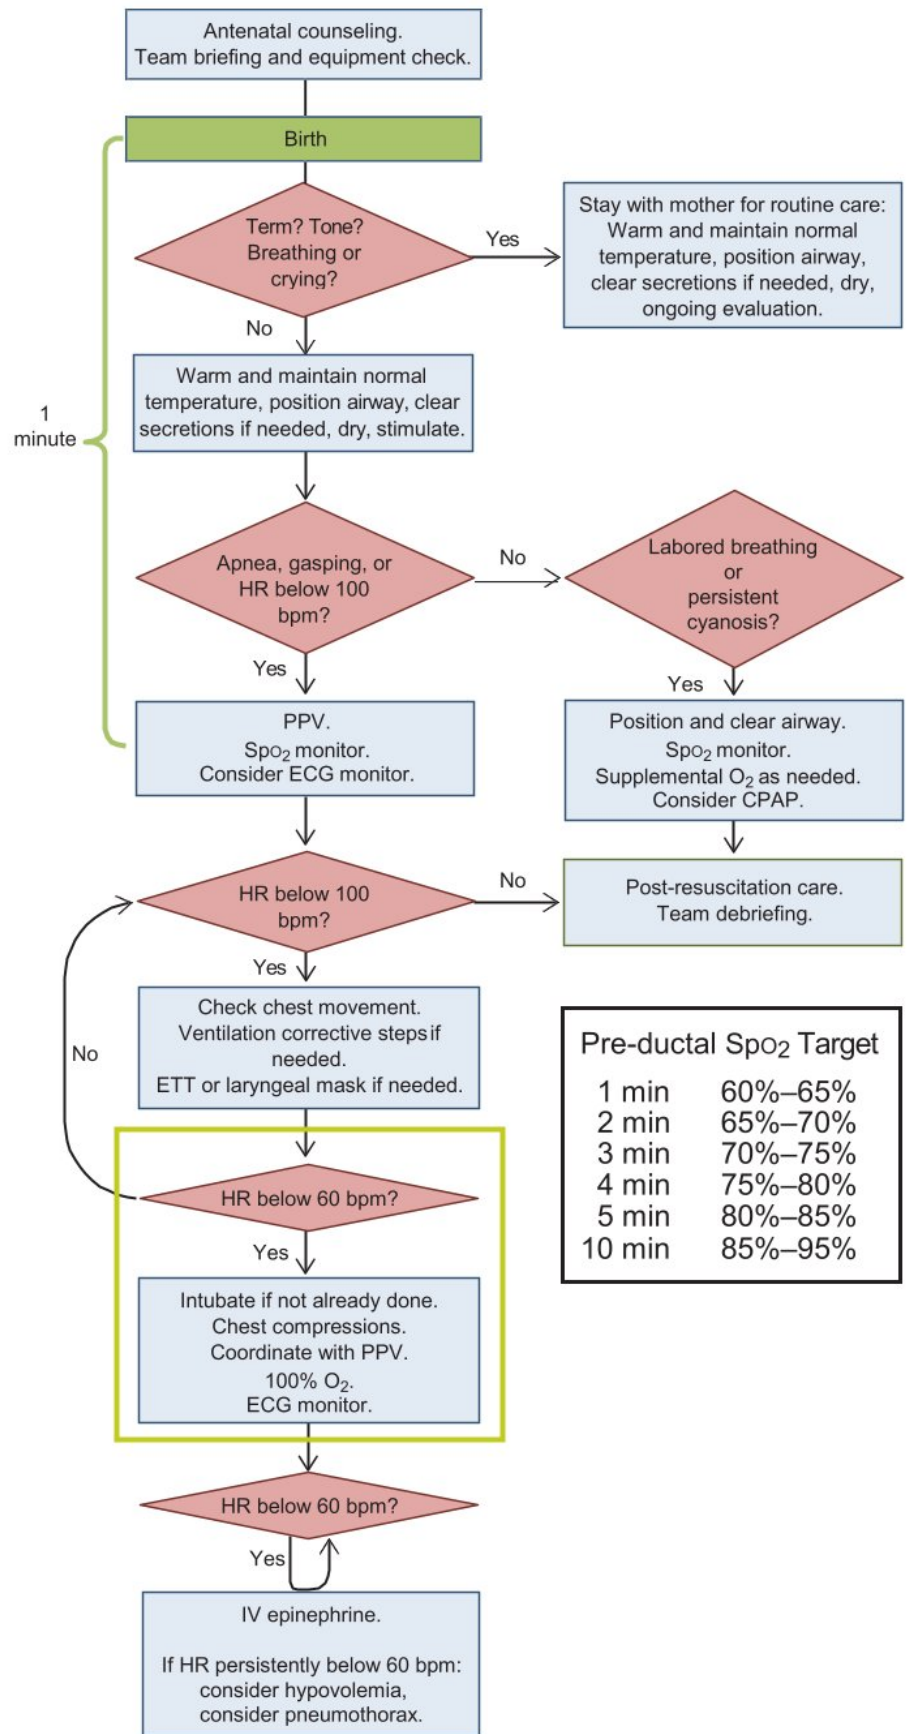 Antenatal counseling.
Team briefing and equipment check.
Birth
Term? Tone?
Breathing or
crying?
Yes
Stay with mother for routine care:
Warm and maintain normal
temperature, position airway,
clear secretions if needed, dry,
ongoing evaluation.
No
Warm and maintain normal
temperature, position airway, clear
secretions if needed, dry, stimulate.
1
minute
Apnea, gasping, or
HR below 100
bpm?
No
Labored breathing
or
persistent
cyanosis?
Yes
Yes
PPV.
SpO₂ monitor.
Consider ECG monitor.
Position and clear airway.
SpO₂ monitor.
Supplemental O₂ as needed.
Consider CPAP.
HR below 100
bpm?
No
Post-resuscitation care.
Team debriefing.
Yes
Check chest movement.
Ventilation corrective steps if
needed.
ETT or laryngeal mask if needed.
No
HR below 60 bpm?
Yes
Intubate if not already done.
Chest compressions.
Coordinate with PPV.
100% O₂.
ECG monitor.
HR below 60 bpm?
Yes
IV epinephrine.
If HR persistently below 60 bpm:
consider hypovolemia,
consider pneumothorax.
Pre-ductal SpO₂ Target
1 min 60%–65%
2 min 65%–70%
3 min 70%–75%
4 min 75%–80%
5 min 80%–85%
10 min 85%–95%